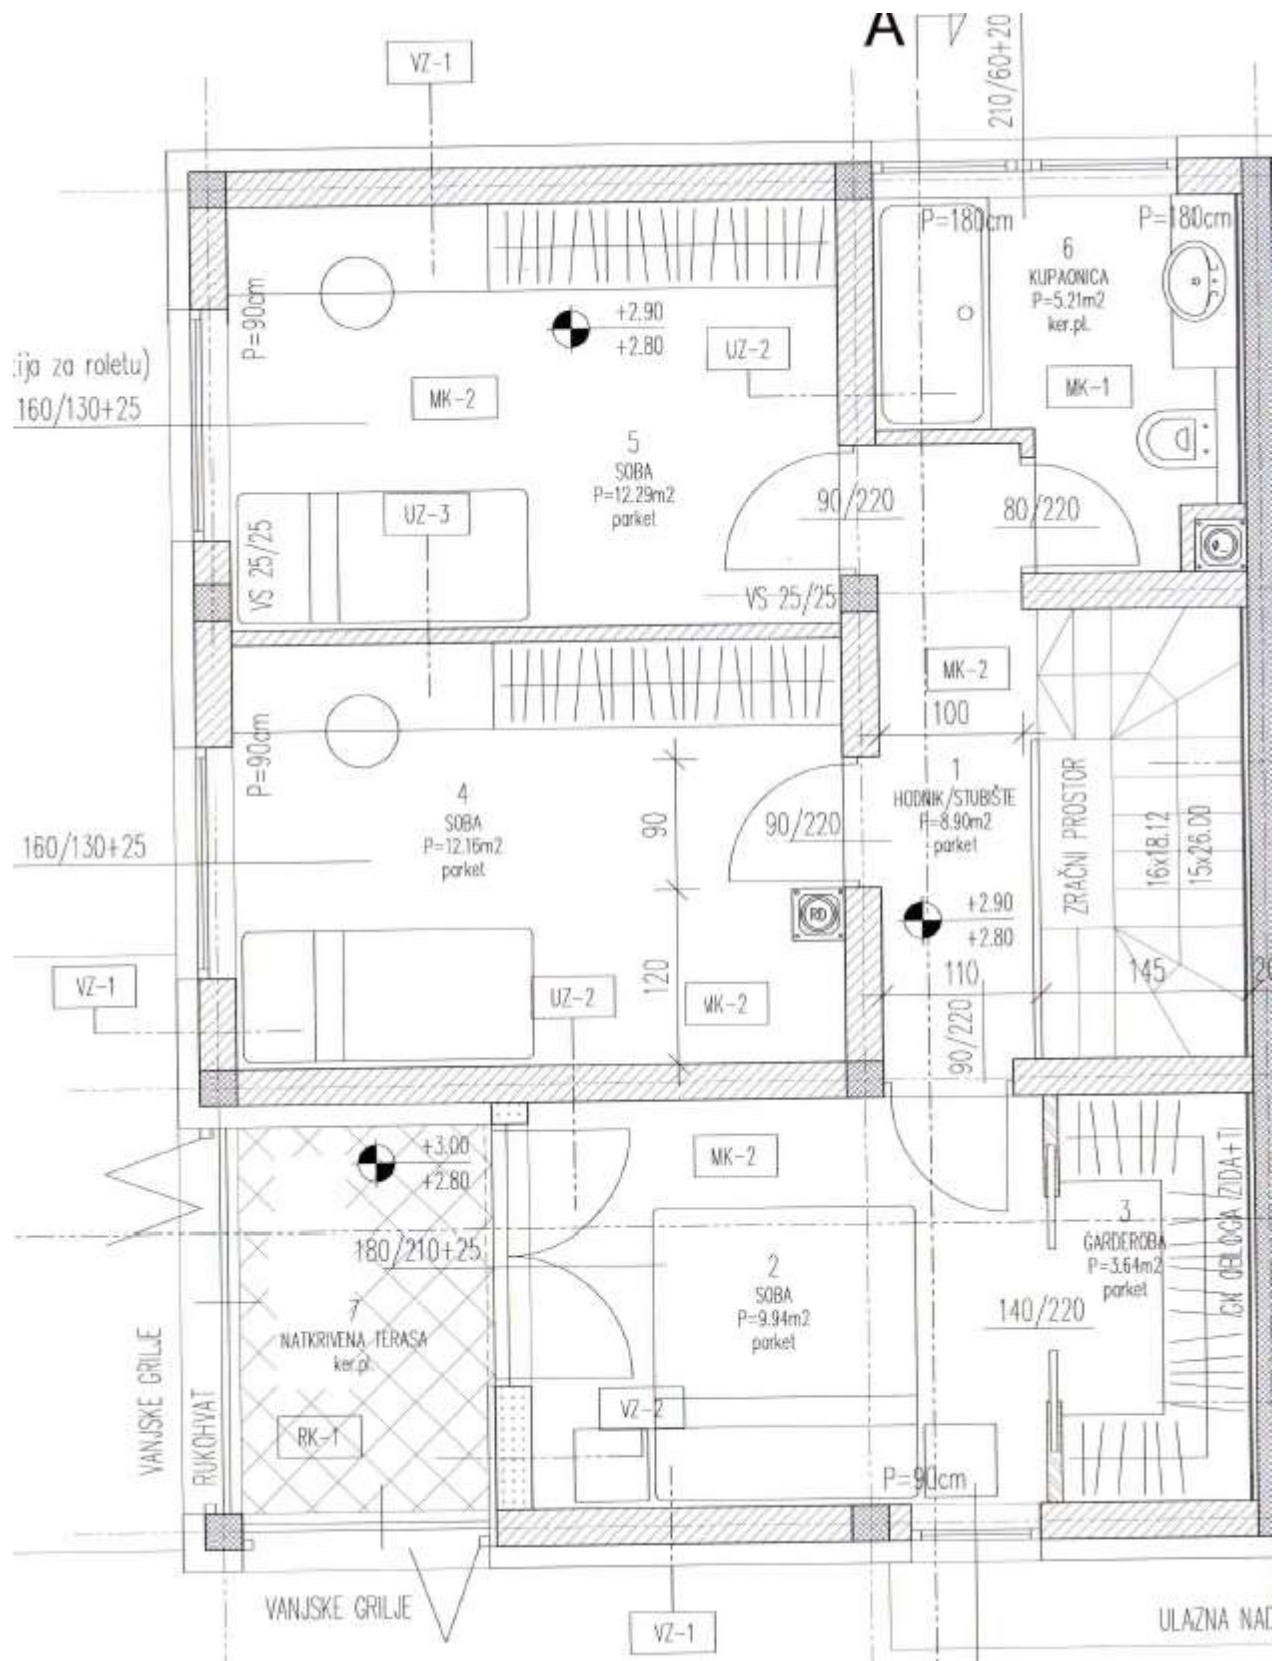 A
VZ-1
210/60+20
P=180cm
P=180cm
6
KUPAONICA
P=5.21m2
ker.pl.
P=90cm
+2.90
+2.80
UZ-2
MK-1
za roletu)
160/130+25
MK-2
5
SOBA
P=12.29m2
parket
UZ-3
90/220
80/220
VS 25/25
VS 25/25
MK-2
100
P=90cm
1
HODNIK/STUBIŠTE
P=8.90m2
parket
4
SOBA
P=12.16m2
parket
90
90/220
160/130+25
ZRAČNI PROSTOR
16x18.12
15x26.00
RD
+2.90
+2.80
VZ-1
UZ-2
120
MK-2
110
145
90/220
+3.00
+2.80
MK-2
180/210+25
3
GARDEROBA
P=3.64m2
parket
GK OBLOGA ZIDA+TI
2
SOBA
P=9.94m2
parket
140/220
7
NATKRIVENA TERASA
ker.pl.
VANJSKE GRILJE
RUKOHVAT
RK-1
VZ-2
P=90cm
VANJSKE GRILJE
VZ-1
ULAZNA